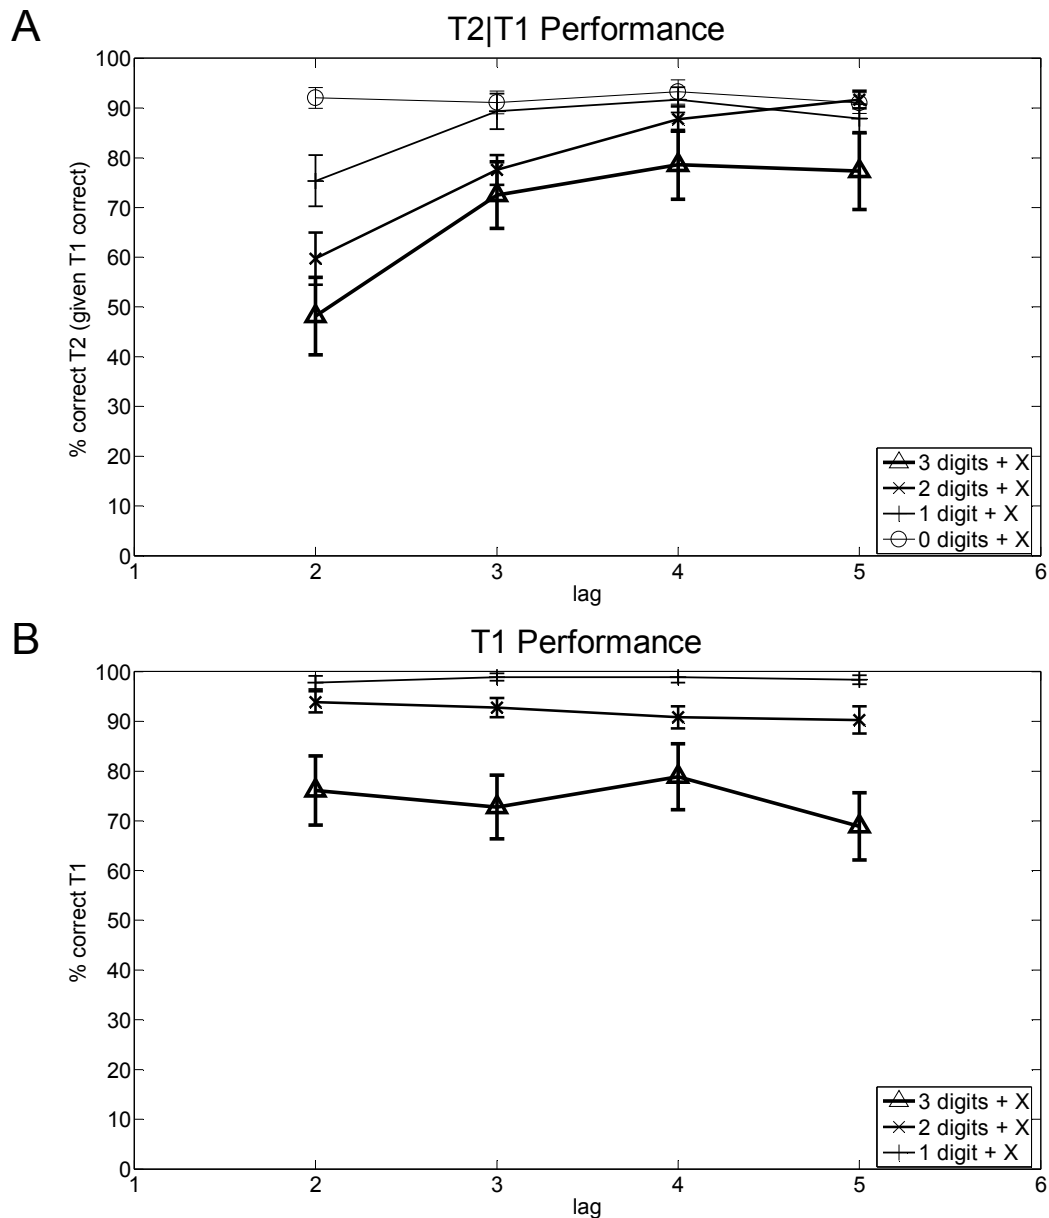 A
T2|T1 Performance
% correct T2 (given T1 correct)
100
90
80
70
60
50
40
30
20
10
0
1
2
3
4
5
6
lag
3 digits + X
2 digits + X
1 digit + X
0 digits + X
B
T1 Performance
% correct T1
100
90
80
70
60
50
40
30
20
10
0
1
2
3
4
5
6
lag
3 digits + X
2 digits + X
1 digit + X